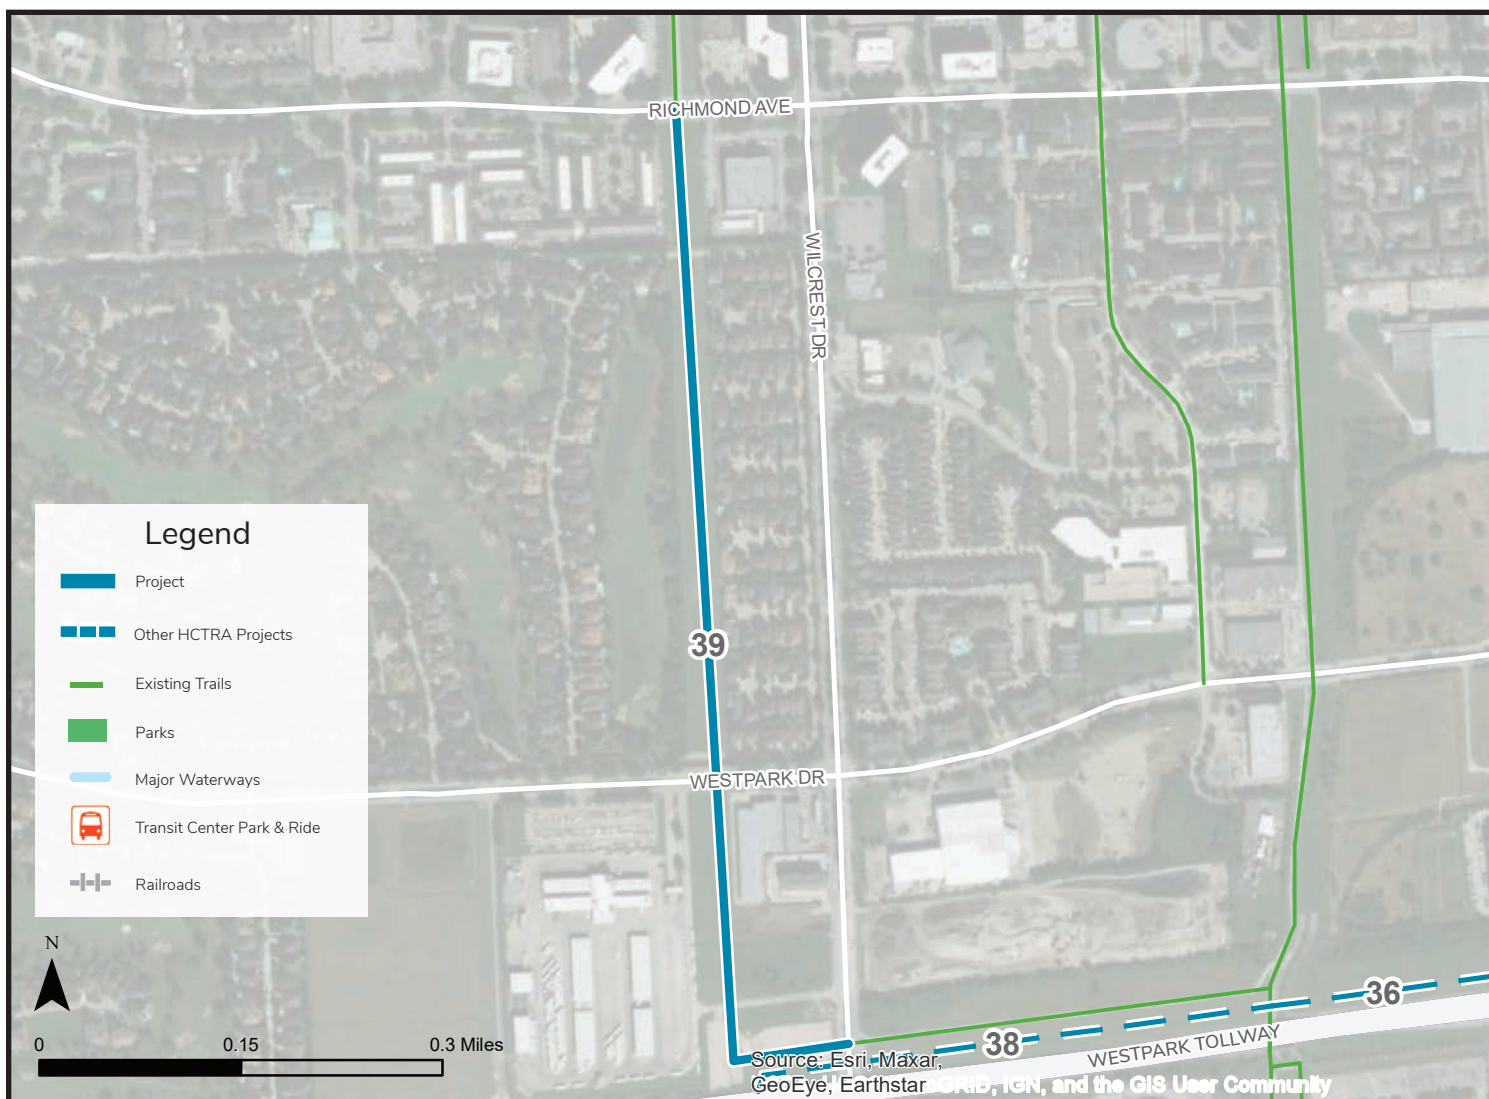 RICHMOND AVE
WILCREST DR
39
Legend
Project
Other HCTRA Projects
Existing Trails
Parks
Major Waterways
Transit Center Park & Ride
Railroads
WESTPARK DR
N
0 0.15 0.3 Miles
36
38
WESTPARK TOLLWAY
Source: Esri, Maxar,
GeoEye, Earthstar
oGRID, IGN, and the GIS User Community